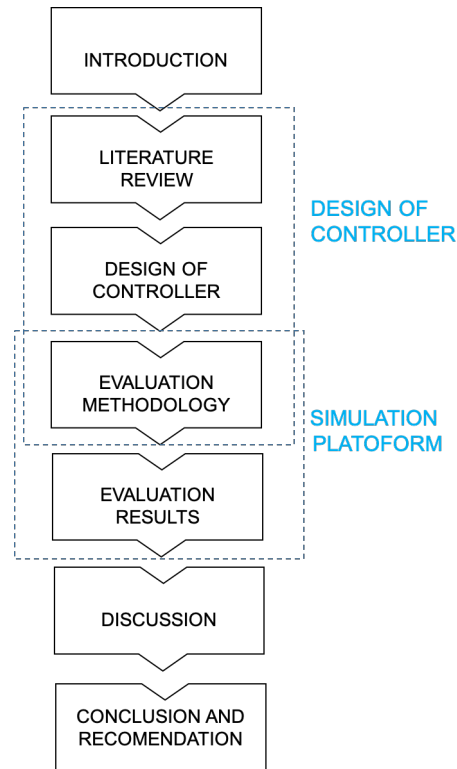 INTRODUCTION
LITERATURE
REVIEW
DESIGN OF
CONTROLLER
DESIGN OF
CONTROLLER
EVALUATION
METHODOLOGY
SIMULATION
PLATOFORM
EVALUATION
RESULTS
DISCUSSION
CONCLUSION AND
RECOMENDATION